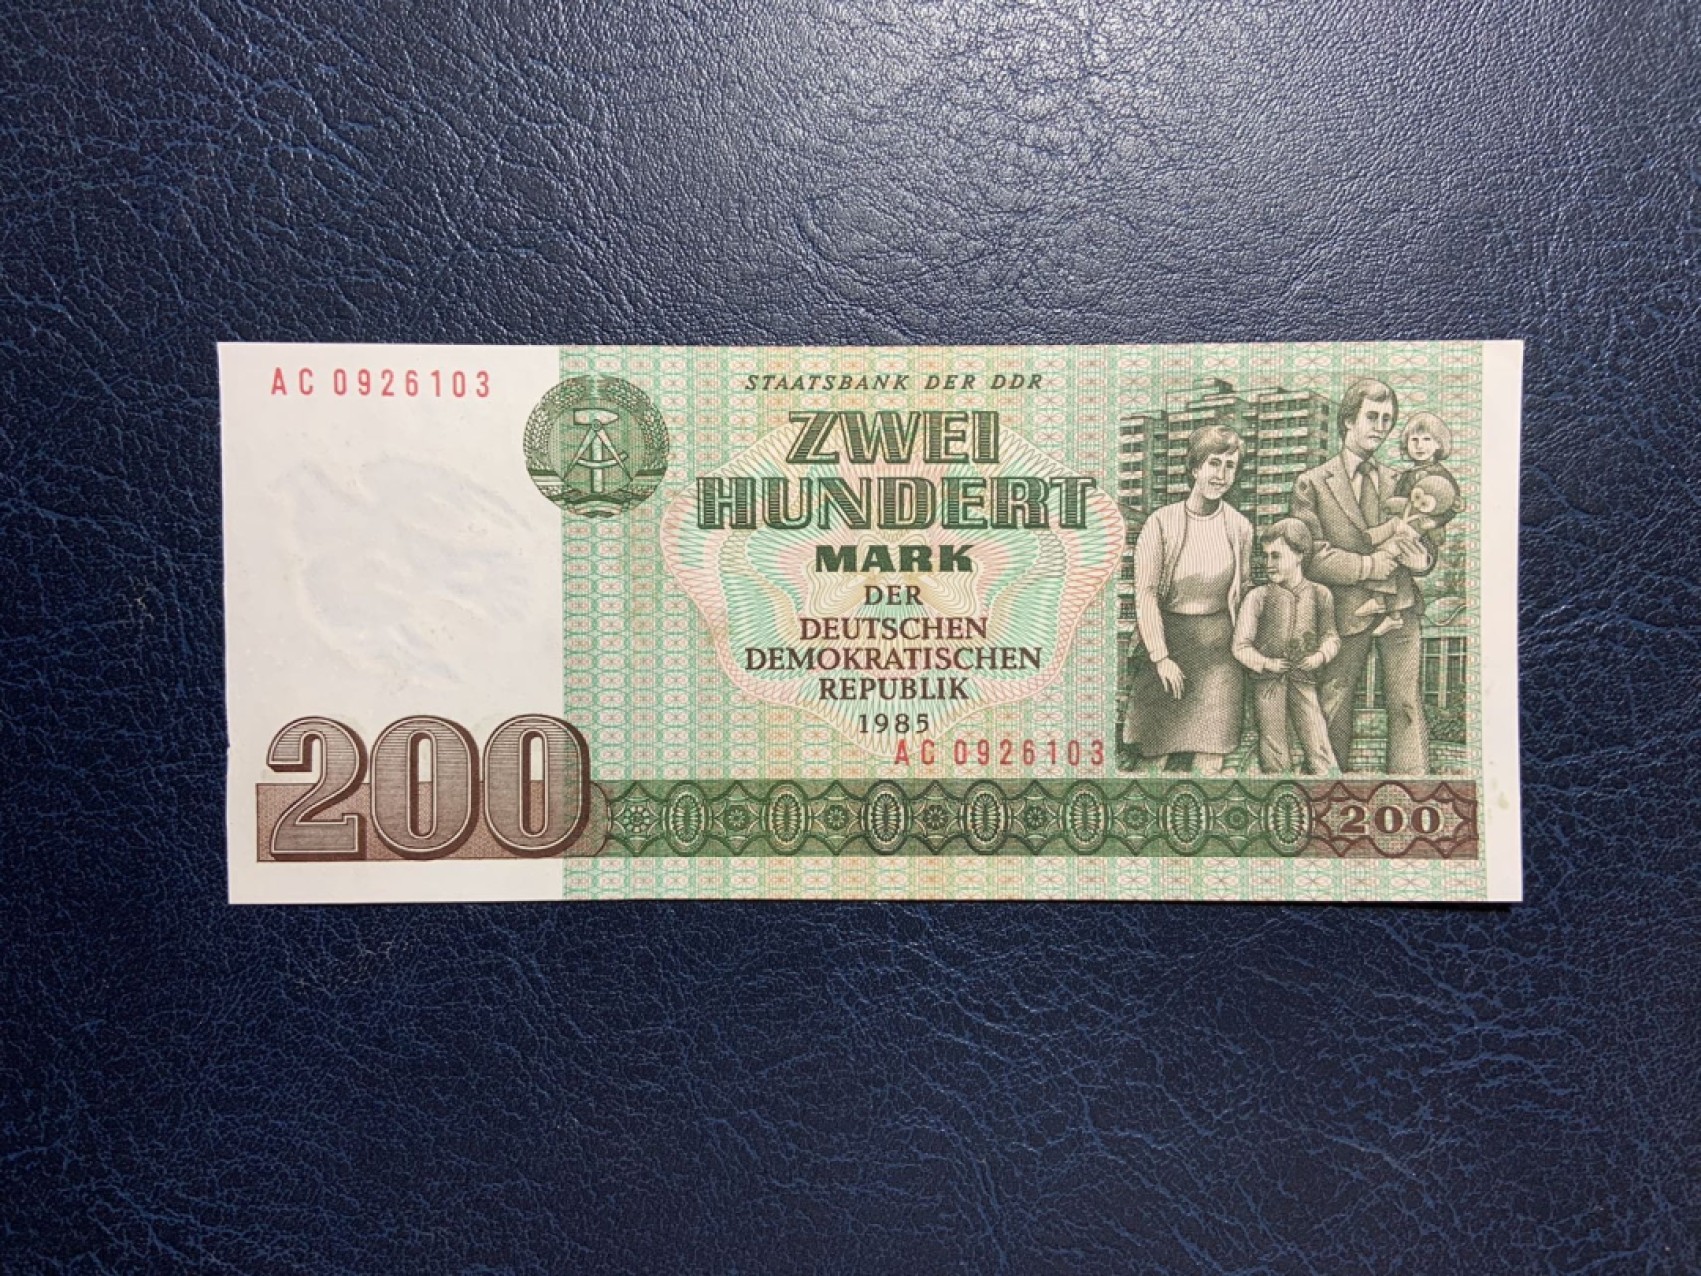 AC 0926103
STAATSBANK DER DDR
ZWEI
HUNDERT
MARK
DER
DEUTSCHEN
DEMOKRATISCHEN
REPUBLIK
1985
AC 0926103
200
200